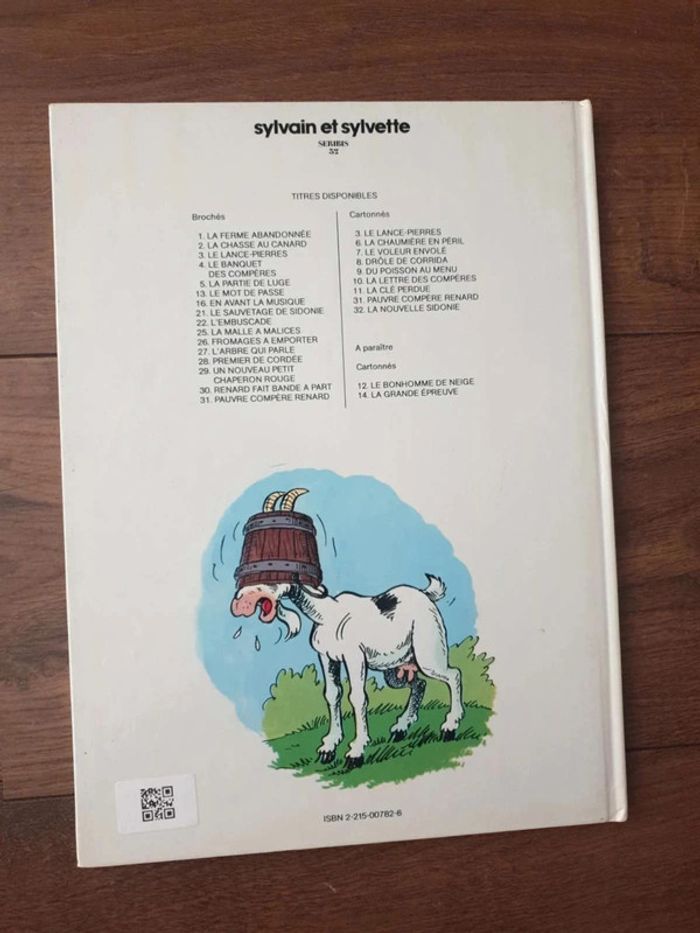 sylvain et sylvette
SERIBIS
52
TITRES DISPONIBLES
Brochés
1. LA FERME ABANDONNÉE
2. LA CHASSE AU CANARD
3. LE LANCE-PIERRES
4. LE BANQUET
DES COMPÈRES
5. LA PARTIE DE LUGE
13. LE MOT DE PASSE
16. EN AVANT LA MUSIQUE
21. LE SAUVETAGE DE SIDONIE
22. L'EMBUSCADE
25. LA MALLE A MALICES
26. FROMAGES A EMPORTER
27. L'ARBRE QUI PARLE
28. PREMIER DE CORDÉE
29. UN NOUVEAU PETIT
CHAPERON ROUGE
30. RENARD FAIT BANDE A PART
31. PAUVRE COMPÈRE RENARD
Cartonnés
3. LE LANCE-PIERRES
6. LA CHAUMIÈRE EN PÉRIL
7. LE VOLEUR ENVOLÉ
8. DRÔLE DE CORRIDA
9. DU POISSON AU MENU
10. LA LETTRE DES COMPÈRES
11. LA CLÉ PERDUE
31. PAUVRE COMPÈRE RENARD
32. LA NOUVELLE SIDONIE
A paraître
Cartonnés
12. LE BONHOMME DE NEIGE
14. LA GRANDE ÉPREUVE
ISBN 2-215-00782-6